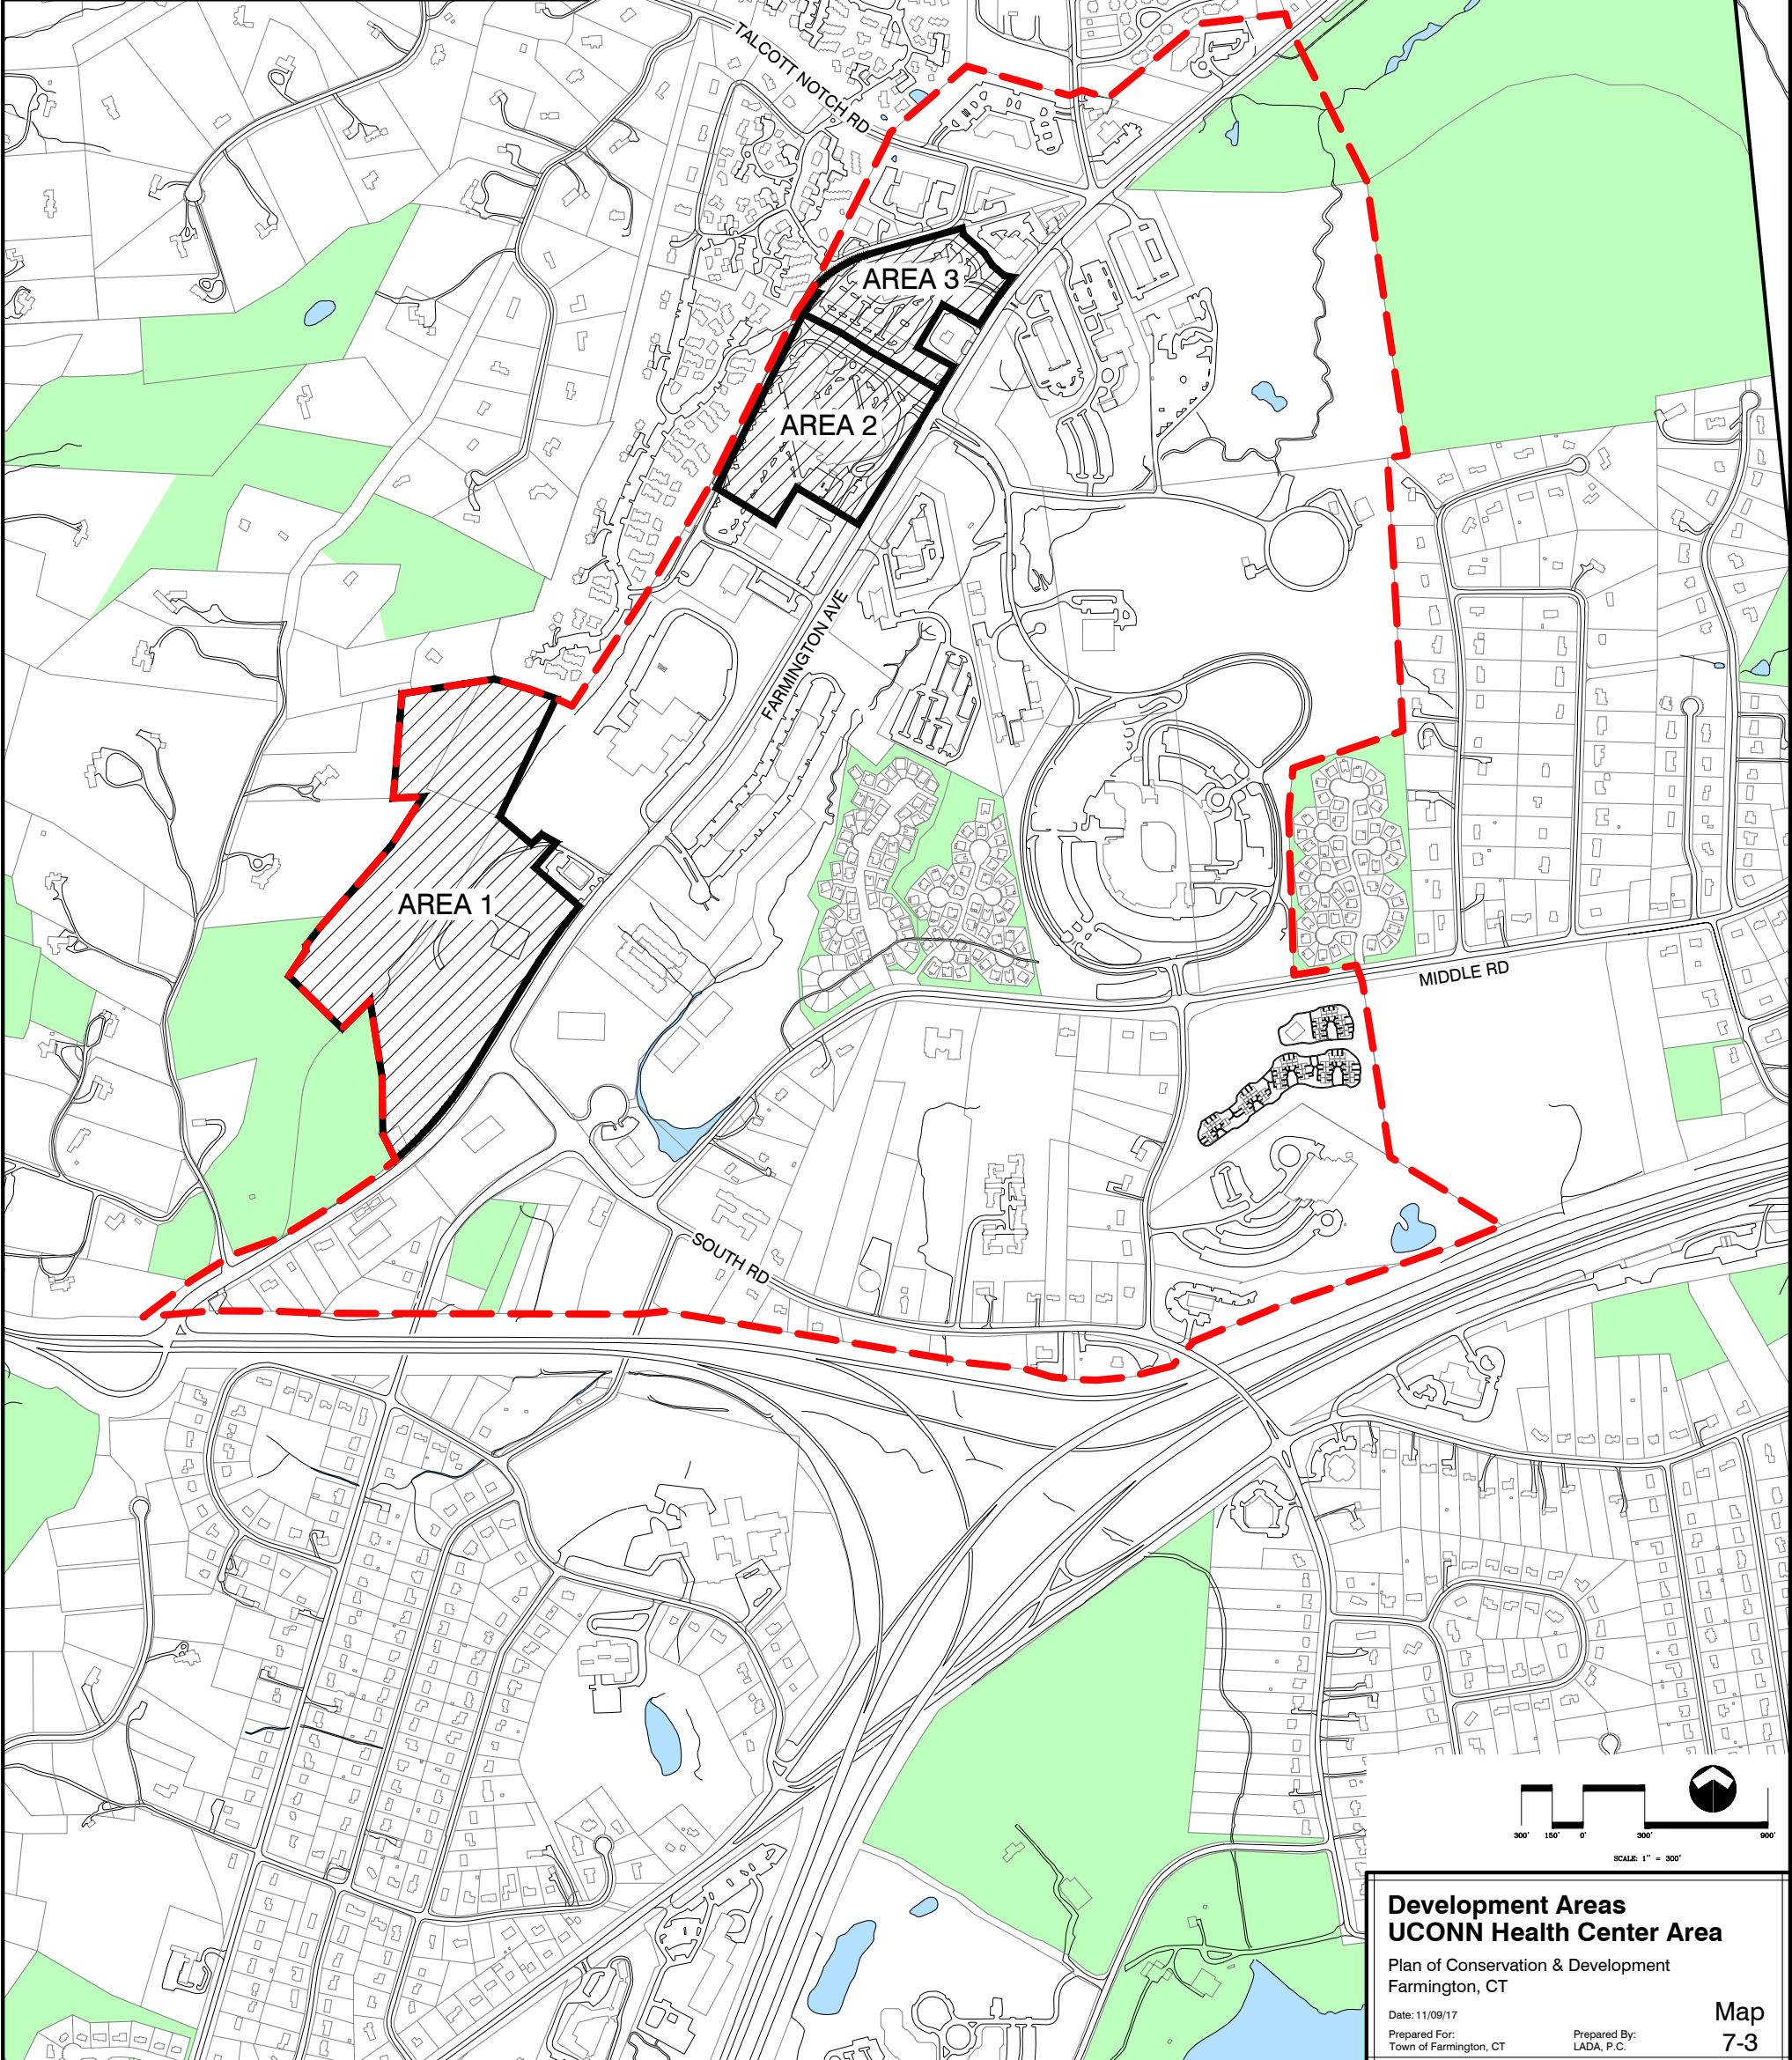 TALCOTT NOTCH RD
AREA 3
AREA 2
FARMINGTON AVE
AREA 1
MIDDLE RD
SOUTH RD
300' 150' 0' 300' 900'
SCALE: 1" = 300'
Development Areas
UCONN Health Center Area
Plan of Conservation & Development
Farmington, CT
Date: 11/09/17
Map
7-3
Prepared For:
Town of Farmington, CT
Prepared By:
LADA, P.C.